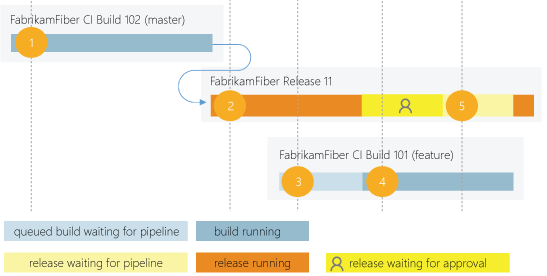 FabrikamFiber CI Build 102 (master)
1
FabrikamFiber Release 11
2
5
FabrikamFiber CI Build 101 (feature)
3
4
queued build waiting for pipeline
build running
release waiting for pipeline
release running
release waiting for approval